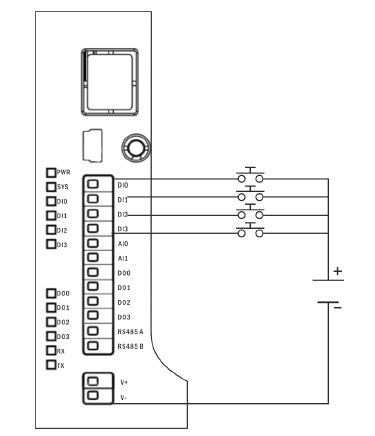 PWR
SYS
DI0
DI1
DI2
DI3
DO0
DO1
DO2
DO3
RX
TX
DI0
DI1
DI2
DI3
AI0
AI1
DO0
DO1
DO2
DO3
RS485 A
RS485 B
V+
V-
+
-